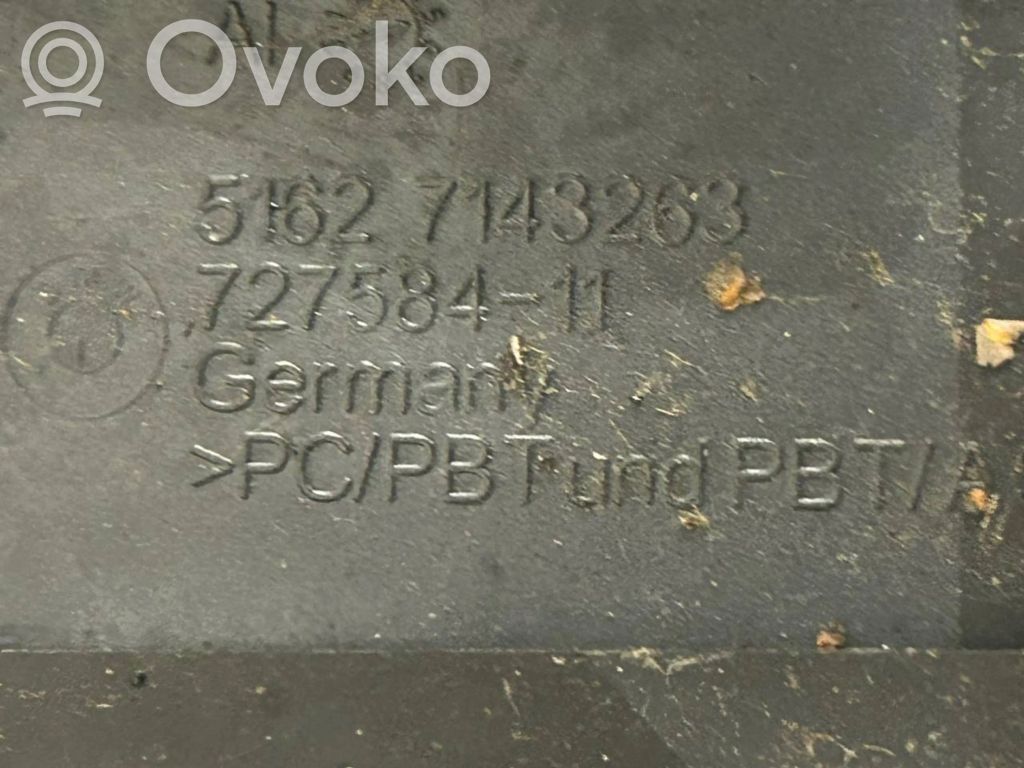 Ovoko
5162 7143263
727584-11
Germany
>PC/PBT und PBT/A